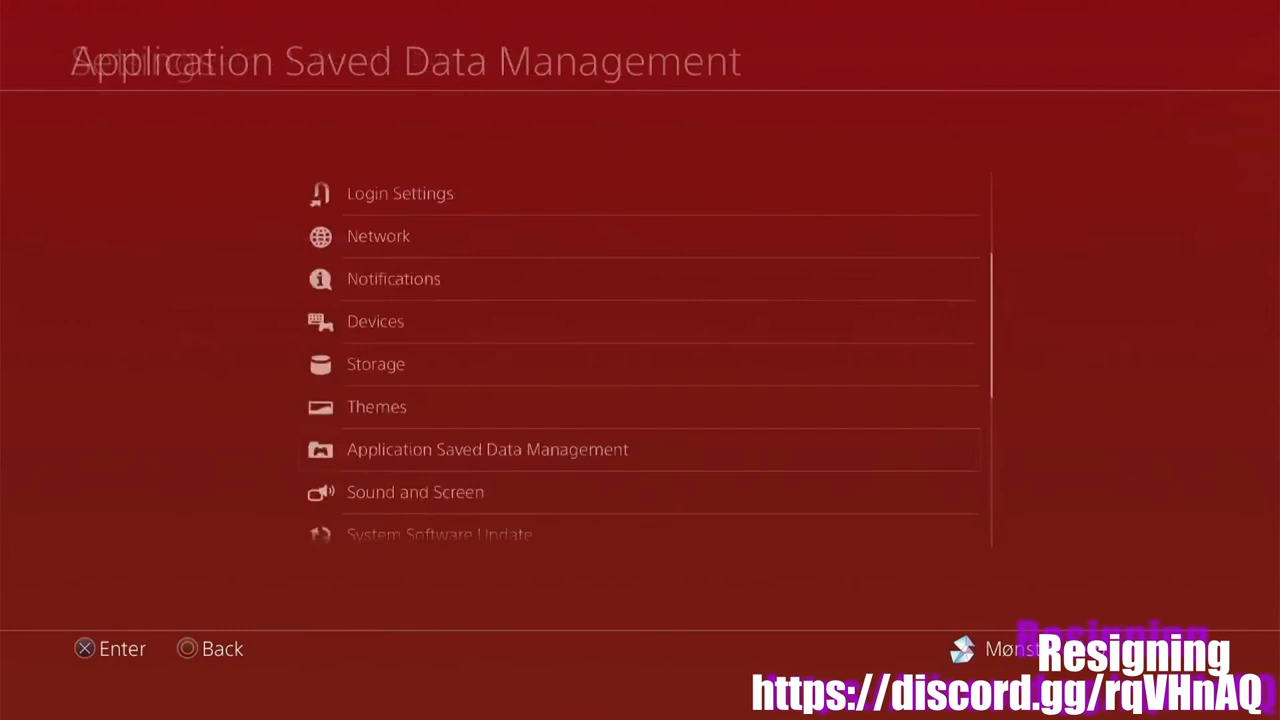 Application Saved Data Management
Login Settings
Network
Notifications
Devices
Storage
Themes
Application Saved Data Management
Sound and Screen
System Software Update
Enter
Back
Resigning
https://discord.gg/rqVHnAQ